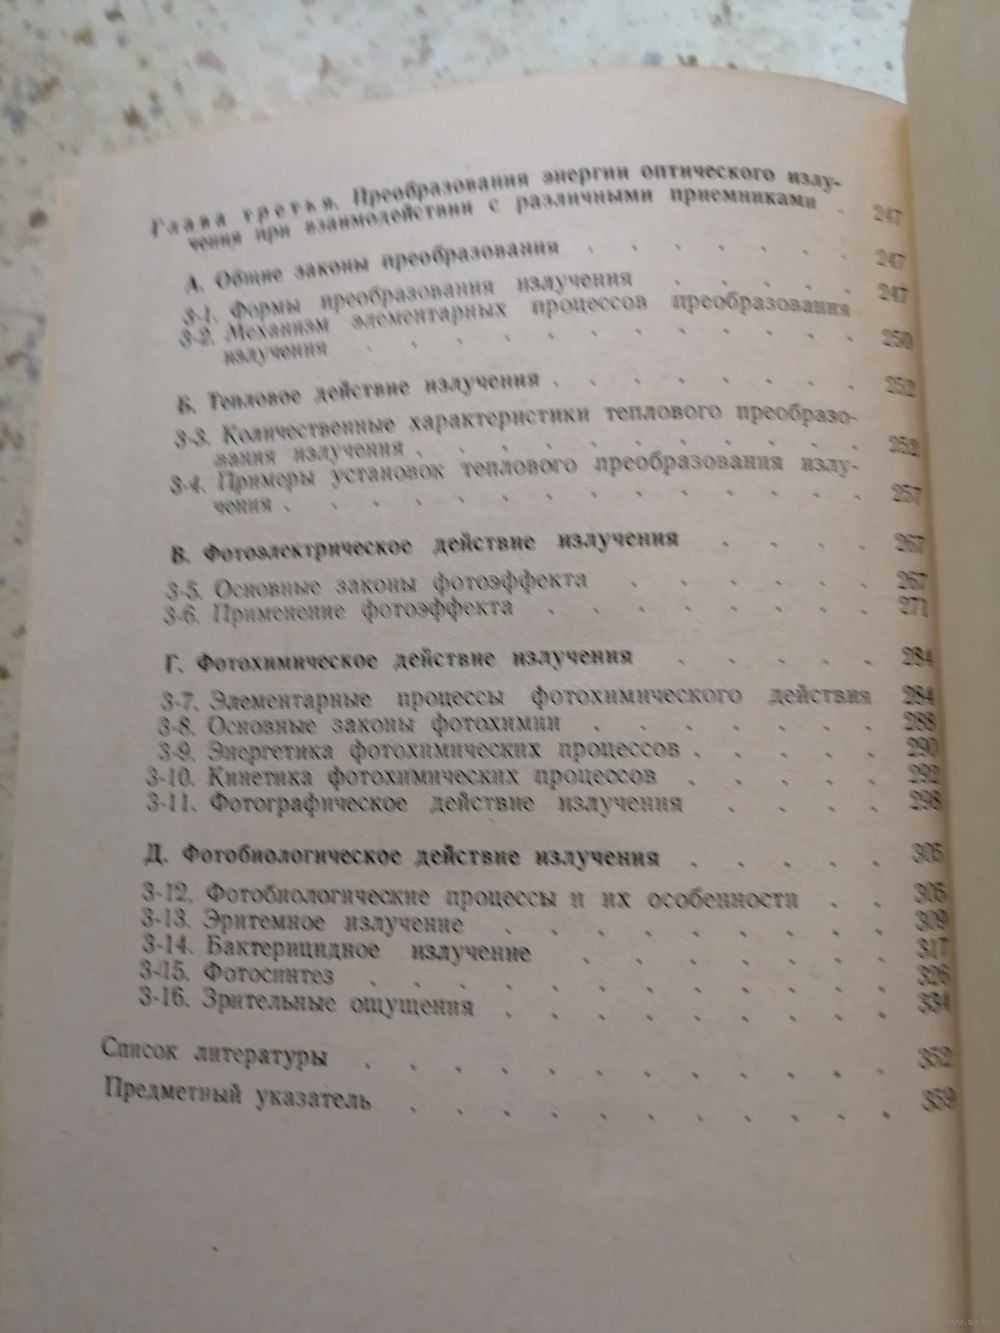 Глава третья. Преобразования энергии оптического излу-
чения при взаимодействии с различными приемниками . 247
А. Общие законы преобразования . . . . . . 247
3-1. Формы преобразования излучения . . . . . 247
3-2. Механизм элементарных процессов преобразования
излучения . . . . . . . . . . . 250
Б. Тепловое действие излучения . . . . . . . . 252
3-3. Количественные характеристики теплового преобразо-
вания излучения . . . . . . . . . . . 252
3-4. Примеры установок теплового преобразования излу-
чения . . . . . . . . . . . . . . 257
В. Фотоэлектрическое действие излучения . . . . 267
3-5. Основные законы фотоэффекта . . . . . . 267
3-6. Применение фотоэффекта . . . . . . . . 271
Г. Фотохимическое действие излучения . . . . . 284
3-7. Элементарные процессы фотохимического действия 284
3-8. Основные законы фотохимии . . . . . . . 288
3-9. Энергетика фотохимических процессов . . . . . 290
3-10. Кинетика фотохимических процессов . . . . . 292
3-11. Фотографическое действие излучения . . . . 298
Д. Фотобиологическое действие излучения . . . . . 305
3-12. Фотобиологические процессы и их особенности . . 305
3-13. Эритемное излучение . . . . . . . . . 309
3-14. Бактерицидное излучение . . . . . . . 317
3-15. Фотосинтез . . . . . . . . . . . . 326
3-16. Зрительные ощущения . . . . . . . . . 334
Список литературы . . . . . . . . . . . . 352
Предметный указатель . . . . . . . . . . . 359
www.ay.by